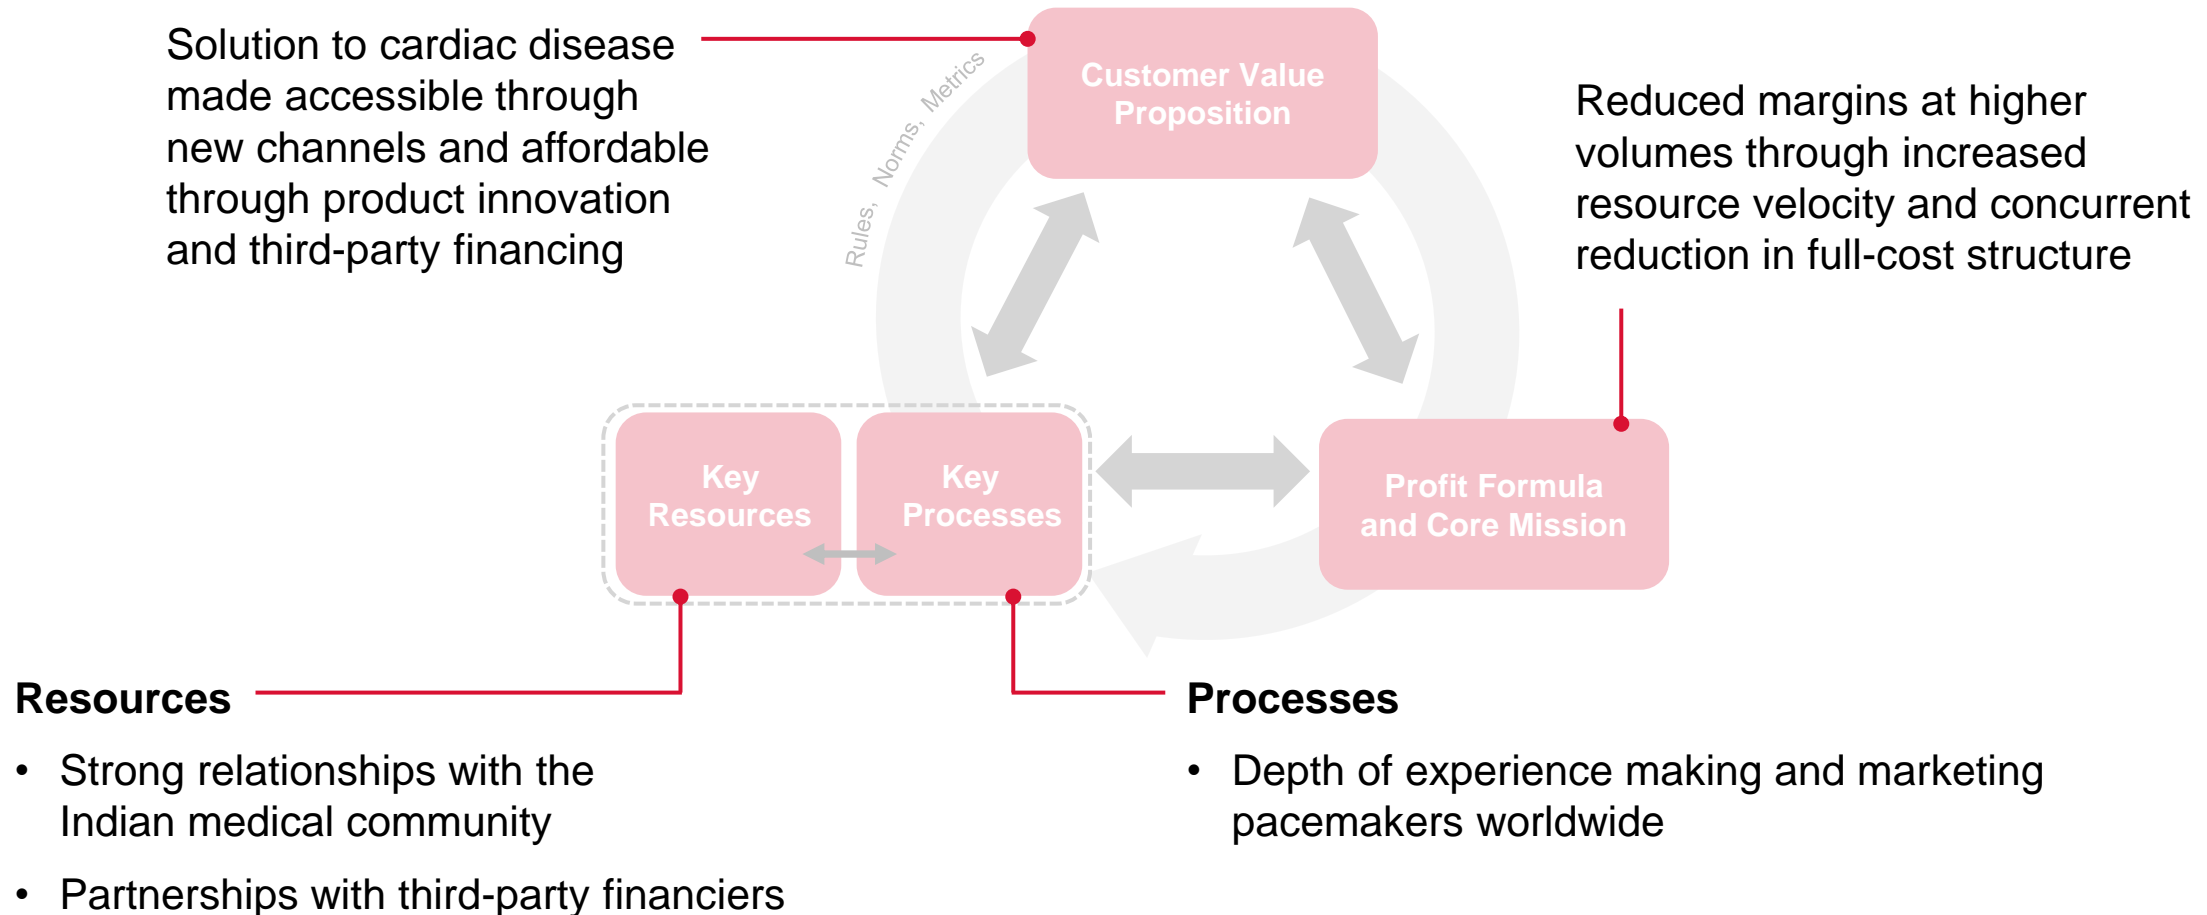 Solution to cardiac disease
made accessible through
new channels and affordable
through product innovation
and third-party financing
Rules, Norms, Metrics
Customer Value
Proposition
Reduced margins at higher
volumes through increased
resource velocity and concurrent
reduction in full-cost structure
Key
Resources
Key
Processes
Profit Formula
and Core Mission
Resources
• Strong relationships with the
Indian medical community
• Partnerships with third-party financiers
Processes
• Depth of experience making and marketing
pacemakers worldwide